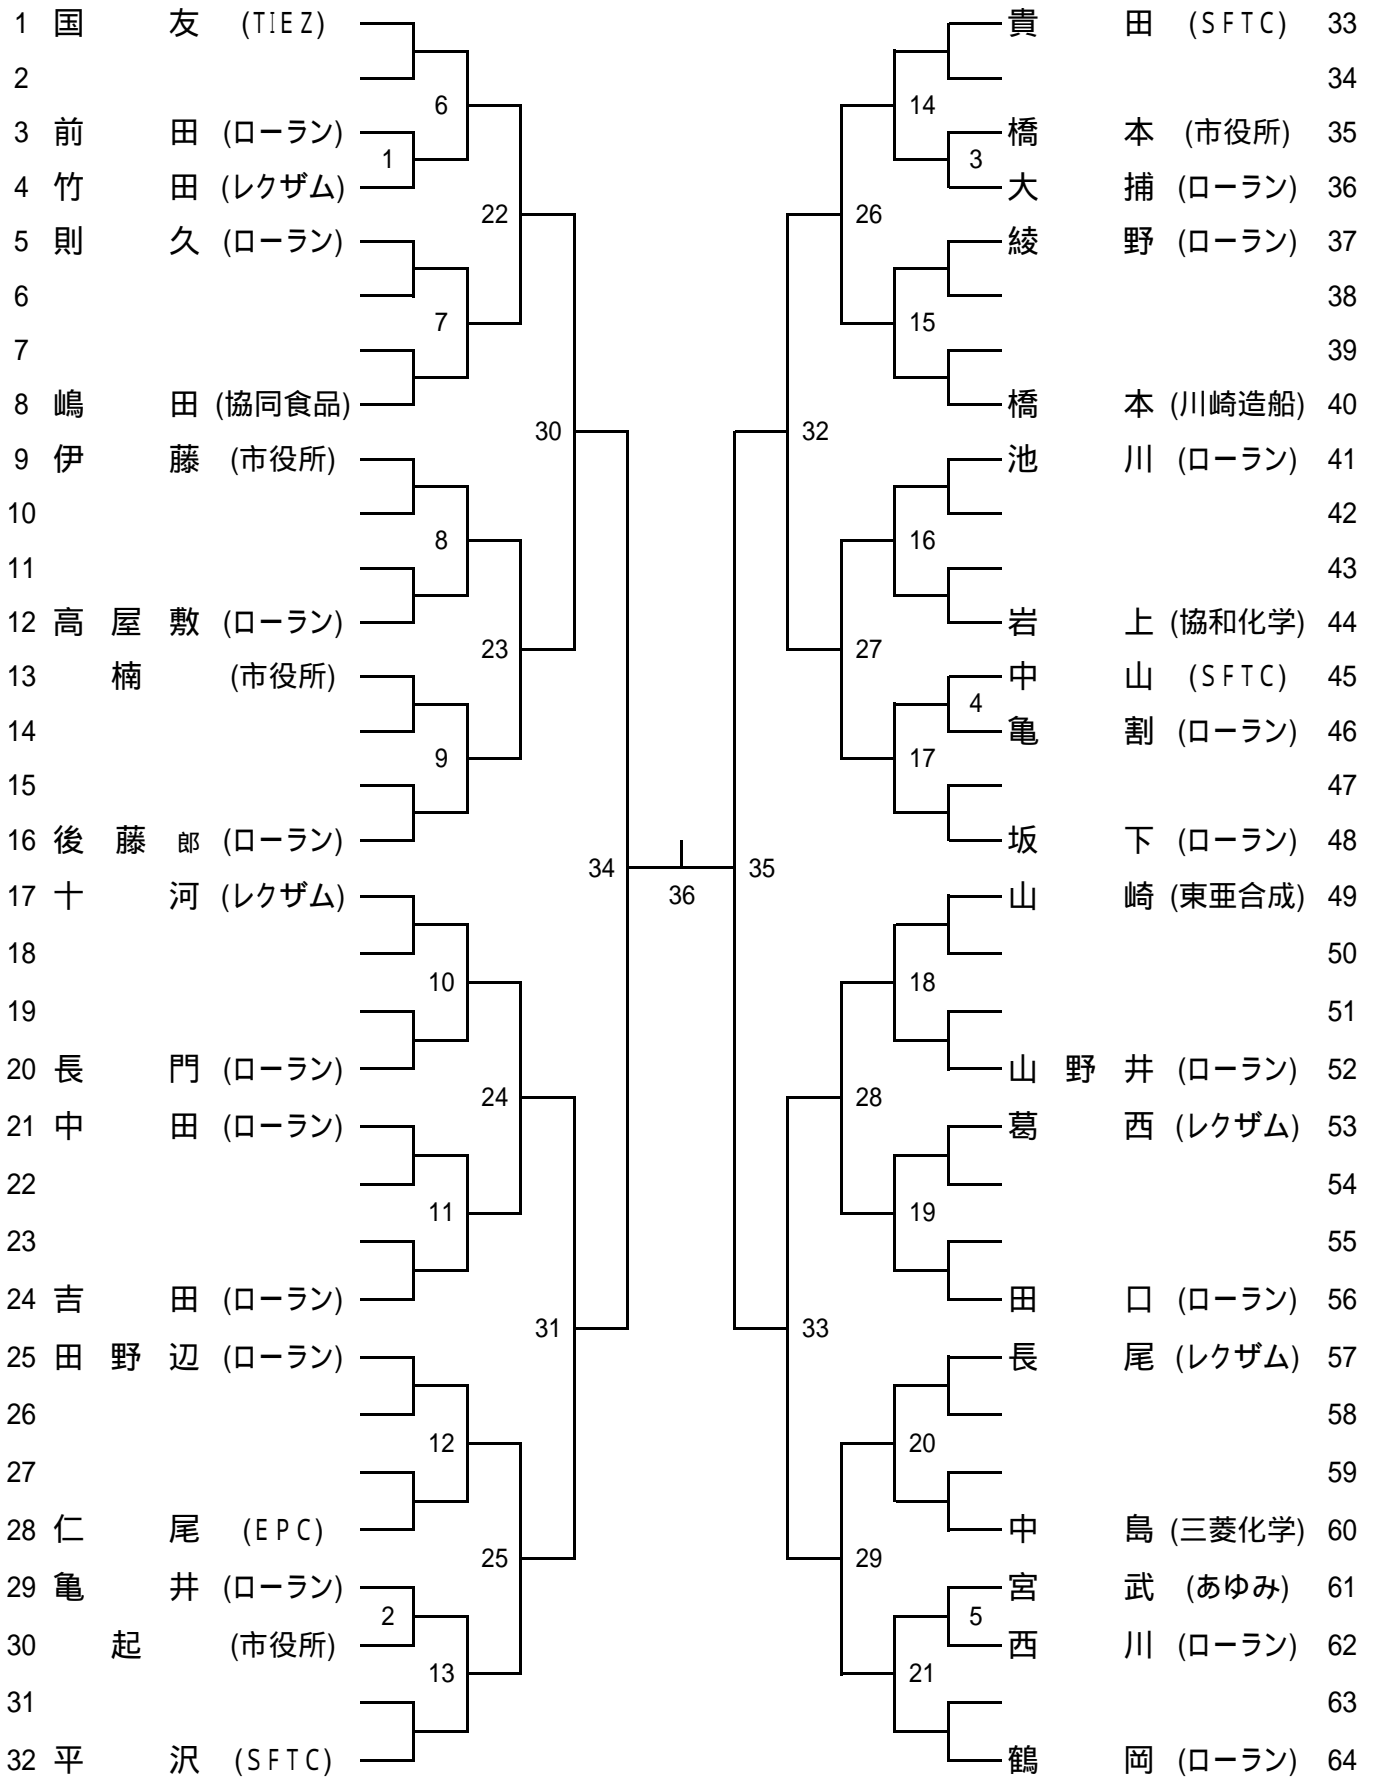 1 国 友 (TIEZ)
2
6
3 前 田 (ローラン)
1
4 竹 田 (レクザム)
22
5 則 久 (ローラン)
6
7
7
8 嶋 田 (協同食品)
30
9 伊 藤 (市役所)
10
8
11
12 高 屋 敷 (ローラン)
23
13 楠 (市役所)
14
9
15
16 後 藤 郎 (ローラン)
34
17 十 河 (レクザム)
18
10
19
20 長 門 (ローラン)
24
21 中 田 (ローラン)
22
11
23
24 吉 田 (ローラン)
31
25 田 野 辺 (ローラン)
26
12
27
28 仁 尾 (EPC)
25
29 亀 井 (ローラン)
2
30 起 (市役所)
13
31
32 平 沢 (SFTC)
36
貴 田 (SFTC) 33
34
14
橋 本 (市役所) 35
3
大 捕 (ローラン) 36
26
綾 野 (ローラン) 37
38
15
39
橋 本 (川崎造船) 40
32
池 川 (ローラン) 41
42
16
43
岩 上 (協和化学) 44
27
中 山 (SFTC) 45
4
亀 割 (ローラン) 46
17
47
坂 下 (ローラン) 48
35
山 崎 (東亜合成) 49
50
18
51
山 野 井 (ローラン) 52
28
葛 西 (レクザム) 53
54
19
55
田 口 (ローラン) 56
33
長 尾 (レクザム) 57
58
20
59
中 島 (三菱化学) 60
29
宮 武 (あゆみ) 61
5
西 川 (ローラン) 62
21
63
鶴 岡 (ローラン) 64